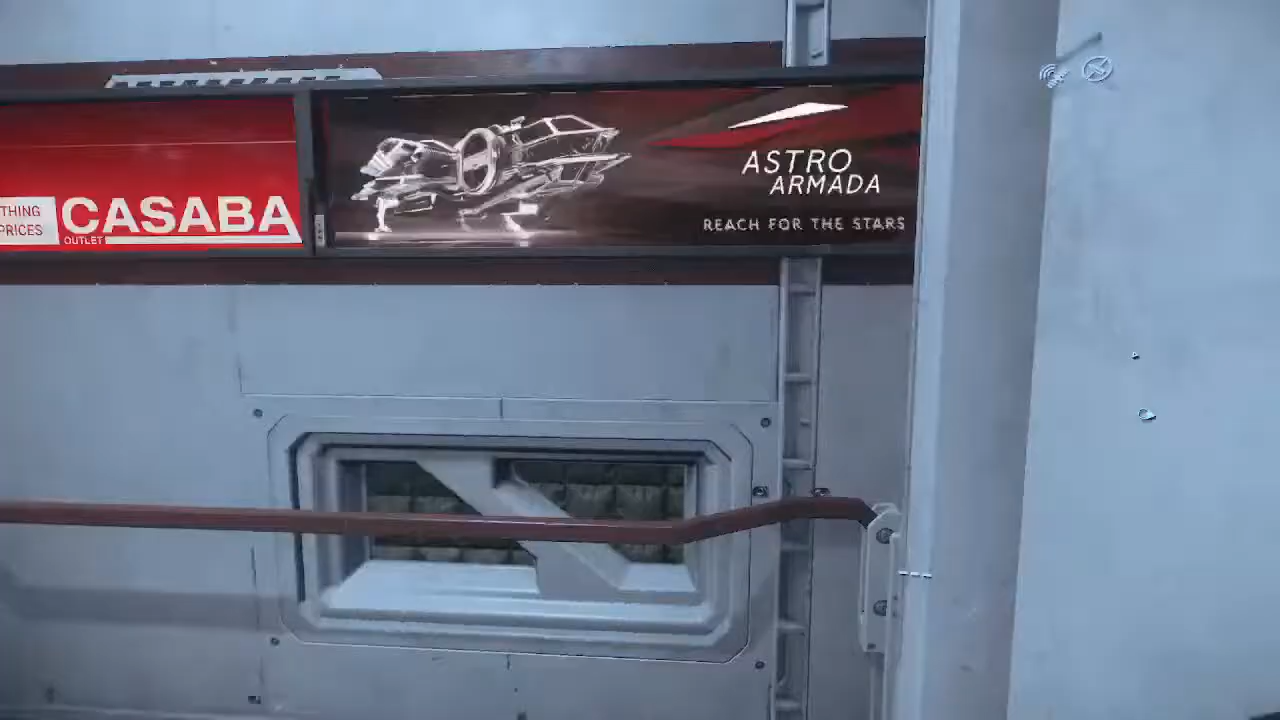 THING
PRICES
CASABA
OUTLET
ASTRO
ARMADA
REACH FOR THE STARS